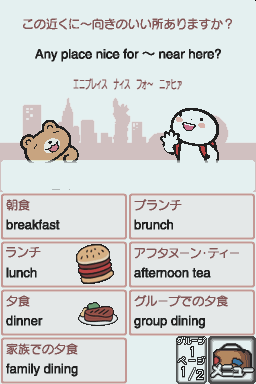 この近くに～向きのいい所ありますか？
Any place nice for ～ near here?
エニプレイス ナイス フォ～ ニァヒァ
朝食
breakfast
ブランチ
brunch
ランチ
lunch
アフタヌーン・ティー
afternoon tea
夕食
dinner
グループでの夕食
group dining
家族での夕食
family dining
グループ
1
ページ
1/2
メニュー